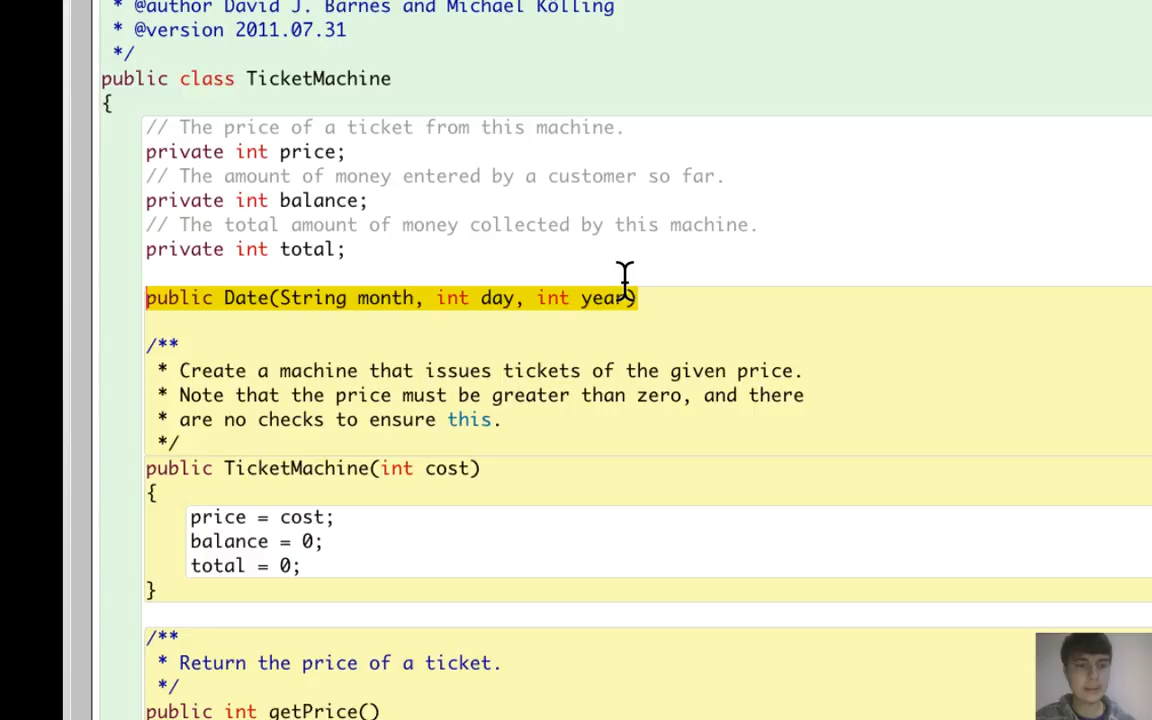 * @author David J. Barnes and Michael Kölling
* @version 2011.07.31
*/
public class TicketMachine
{
// The price of a ticket from this machine.
private int price;
// The amount of money entered by a customer so far.
private int balance;
// The total amount of money collected by this machine.
private int total;
public Date(String month, int day, int year)
/**
* Create a machine that issues tickets of the given price.
* Note that the price must be greater than zero, and there
* are no checks to ensure this.
*/
public TicketMachine(int cost)
{
price = cost;
balance = 0;
total = 0;
}
/**
* Return the price of a ticket.
*/
public int getPrice()